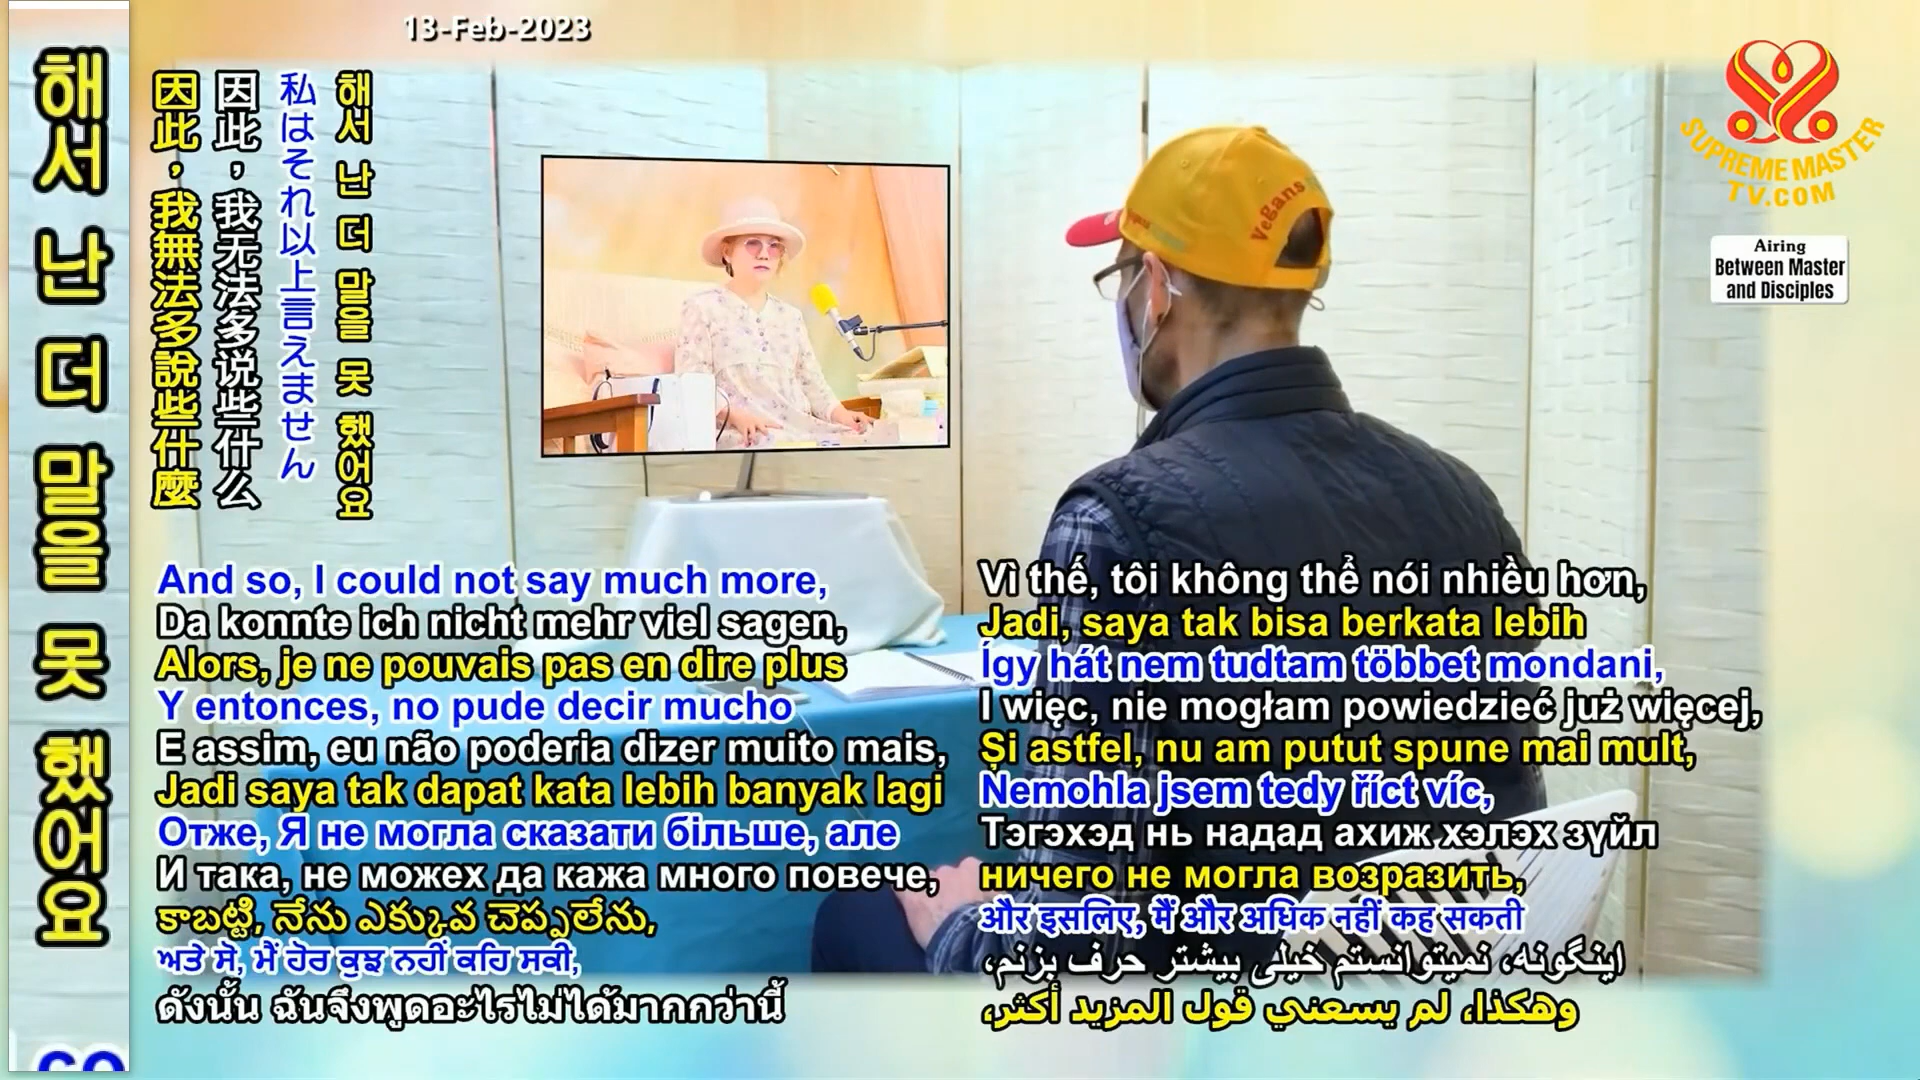 13-Feb-2023
해서 난 더 말을 못 했어요
因此，我無法多說些什麼
因此，我无法多说些什么
私はそれ以上言えません
해서 난 더 말을 못 했어요
SUPREME MASTER
TV.COM
Airing
Between Master
and Disciples
Vegans
And so, I could not say much more,
Da konnte ich nicht mehr viel sagen,
Alors, je ne pouvais pas en dire plus
Y entonces, no pude decir mucho
E assim, eu não poderia dizer muito mais,
Jadi saya tak dapat kata lebih banyak lagi
Отже, Я не могла сказати більше, але
И така, не можех да кажа много повече,
కాబట్టి, నేను ఎక్కువ చెప్పలేను,
ਅਤੇ ਸੋ, ਮੈਂ ਹੋਰ ਕੁਝ ਨਹੀਂ ਕਹਿ ਸਕੀ,
ดังนั้น ฉันจึงพูดอะไรไม่ได้มากกว่านี้
Vì thế, tôi không thể nói nhiều hơn,
Jadi, saya tak bisa berkata lebih
Így hát nem tudtam többet mondani,
I więc, nie mogłam powiedzieć już więcej,
Și astfel, nu am putut spune mai mult,
Nemohla jsem tedy říct víc,
Тэгэхэд нь надад ахиж хэлэх зүйл
ничего не могла возразить,
और इसलिए, मैं और अधिक नहीं कह सकती
اینگونه، نمیتوانستم خیلی بیشتر حرف بزنم،
وهكذا، لم يسعني قول المزيد أكثر،